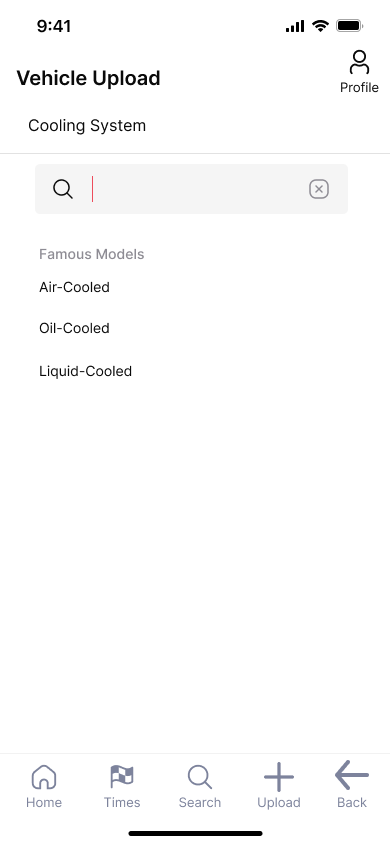 9:41
Vehicle Upload
Profile
Cooling System
Famous Models
Air-Cooled
Oil-Cooled
Liquid-Cooled
Home
Times
Search
Upload
Back